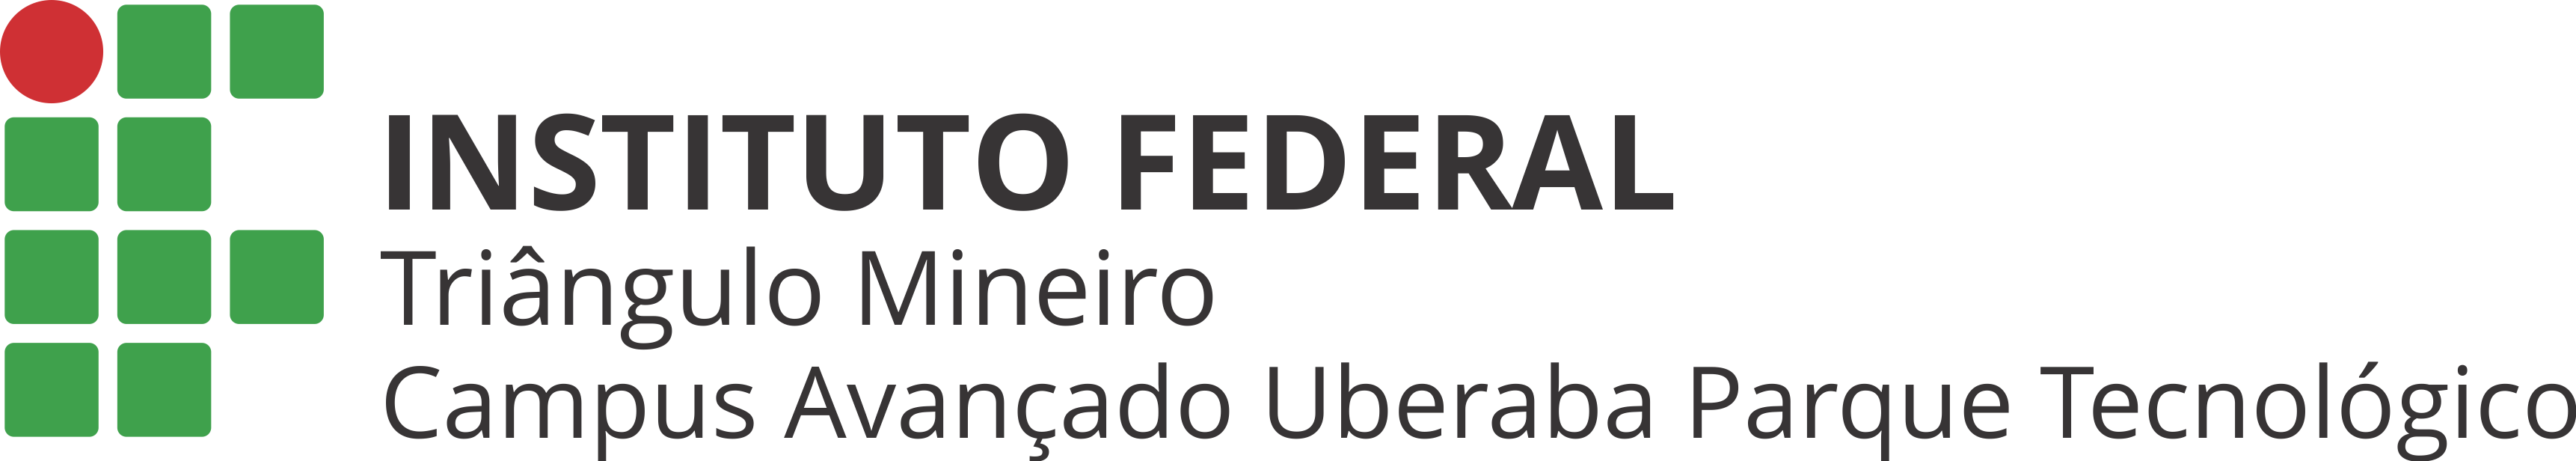 INSTITUTO FEDERAL
Triângulo Mineiro
Campus Avançado Uberaba Parque Tecnológico